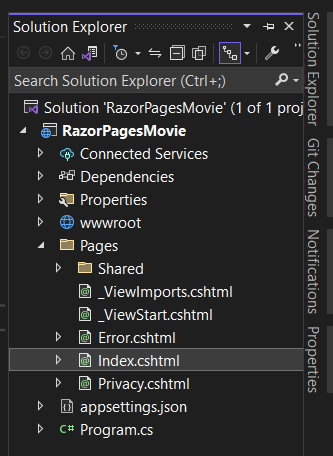 Solution Explorer
Search Solution Explorer (Ctrl+;)
Solution 'RazorPagesMovie' (1 of 1 proj
RazorPagesMovie
Connected Services
Dependencies
Properties
wwwroot
Pages
Shared
_ViewImports.cshtml
_ViewStart.cshtml
Error.cshtml
Index.cshtml
Privacy.cshtml
appsettings.json
C# Program.cs
Solution Explorer
Git Changes
Notifications
Properties